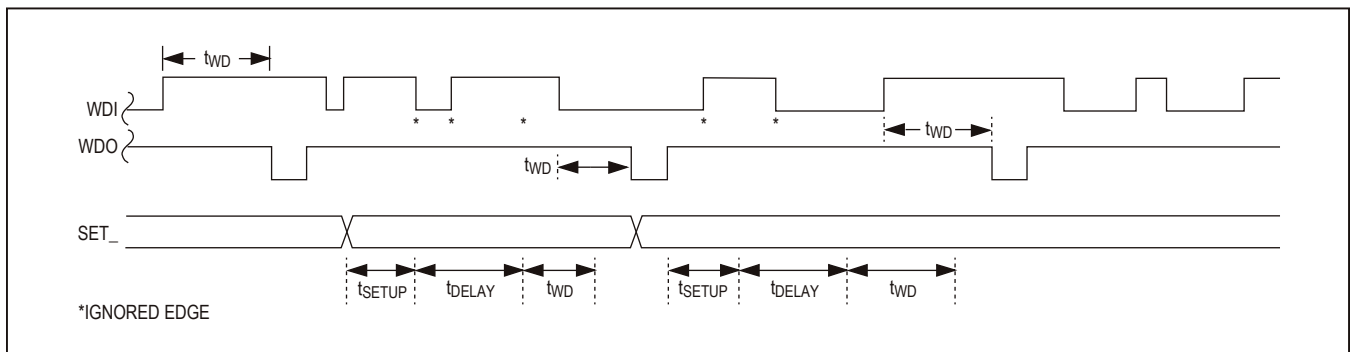 tWD
WDI
* * * * *
tWD
WDO
tWD
SET_
tSETUP tDELAY tWD tSETUP tDELAY tWD
*IGNORED EDGE